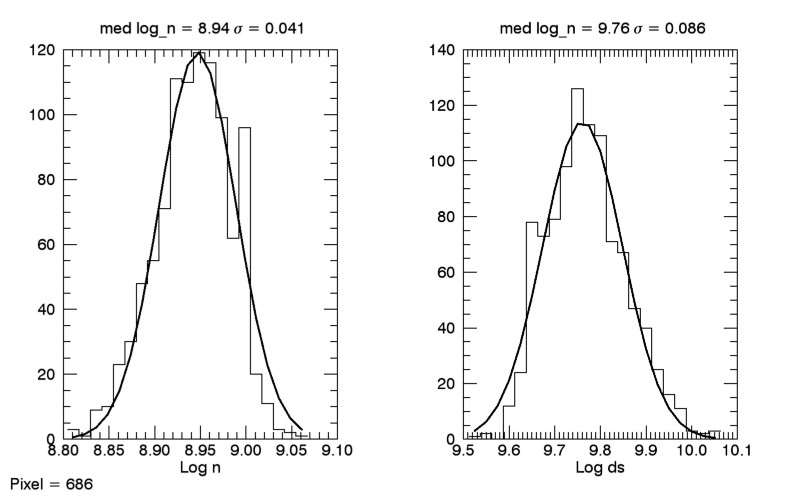 med log_n = 8.94 σ = 0.041
120
100
80
60
40
20
0
8.80 8.85 8.90 8.95 9.00 9.05 9.10
Log n
med log_n = 9.76 σ = 0.086
140
120
100
80
60
40
20
0
9.5 9.6 9.7 9.8 9.9 10.0 10.1
Log ds
Pixel = 686